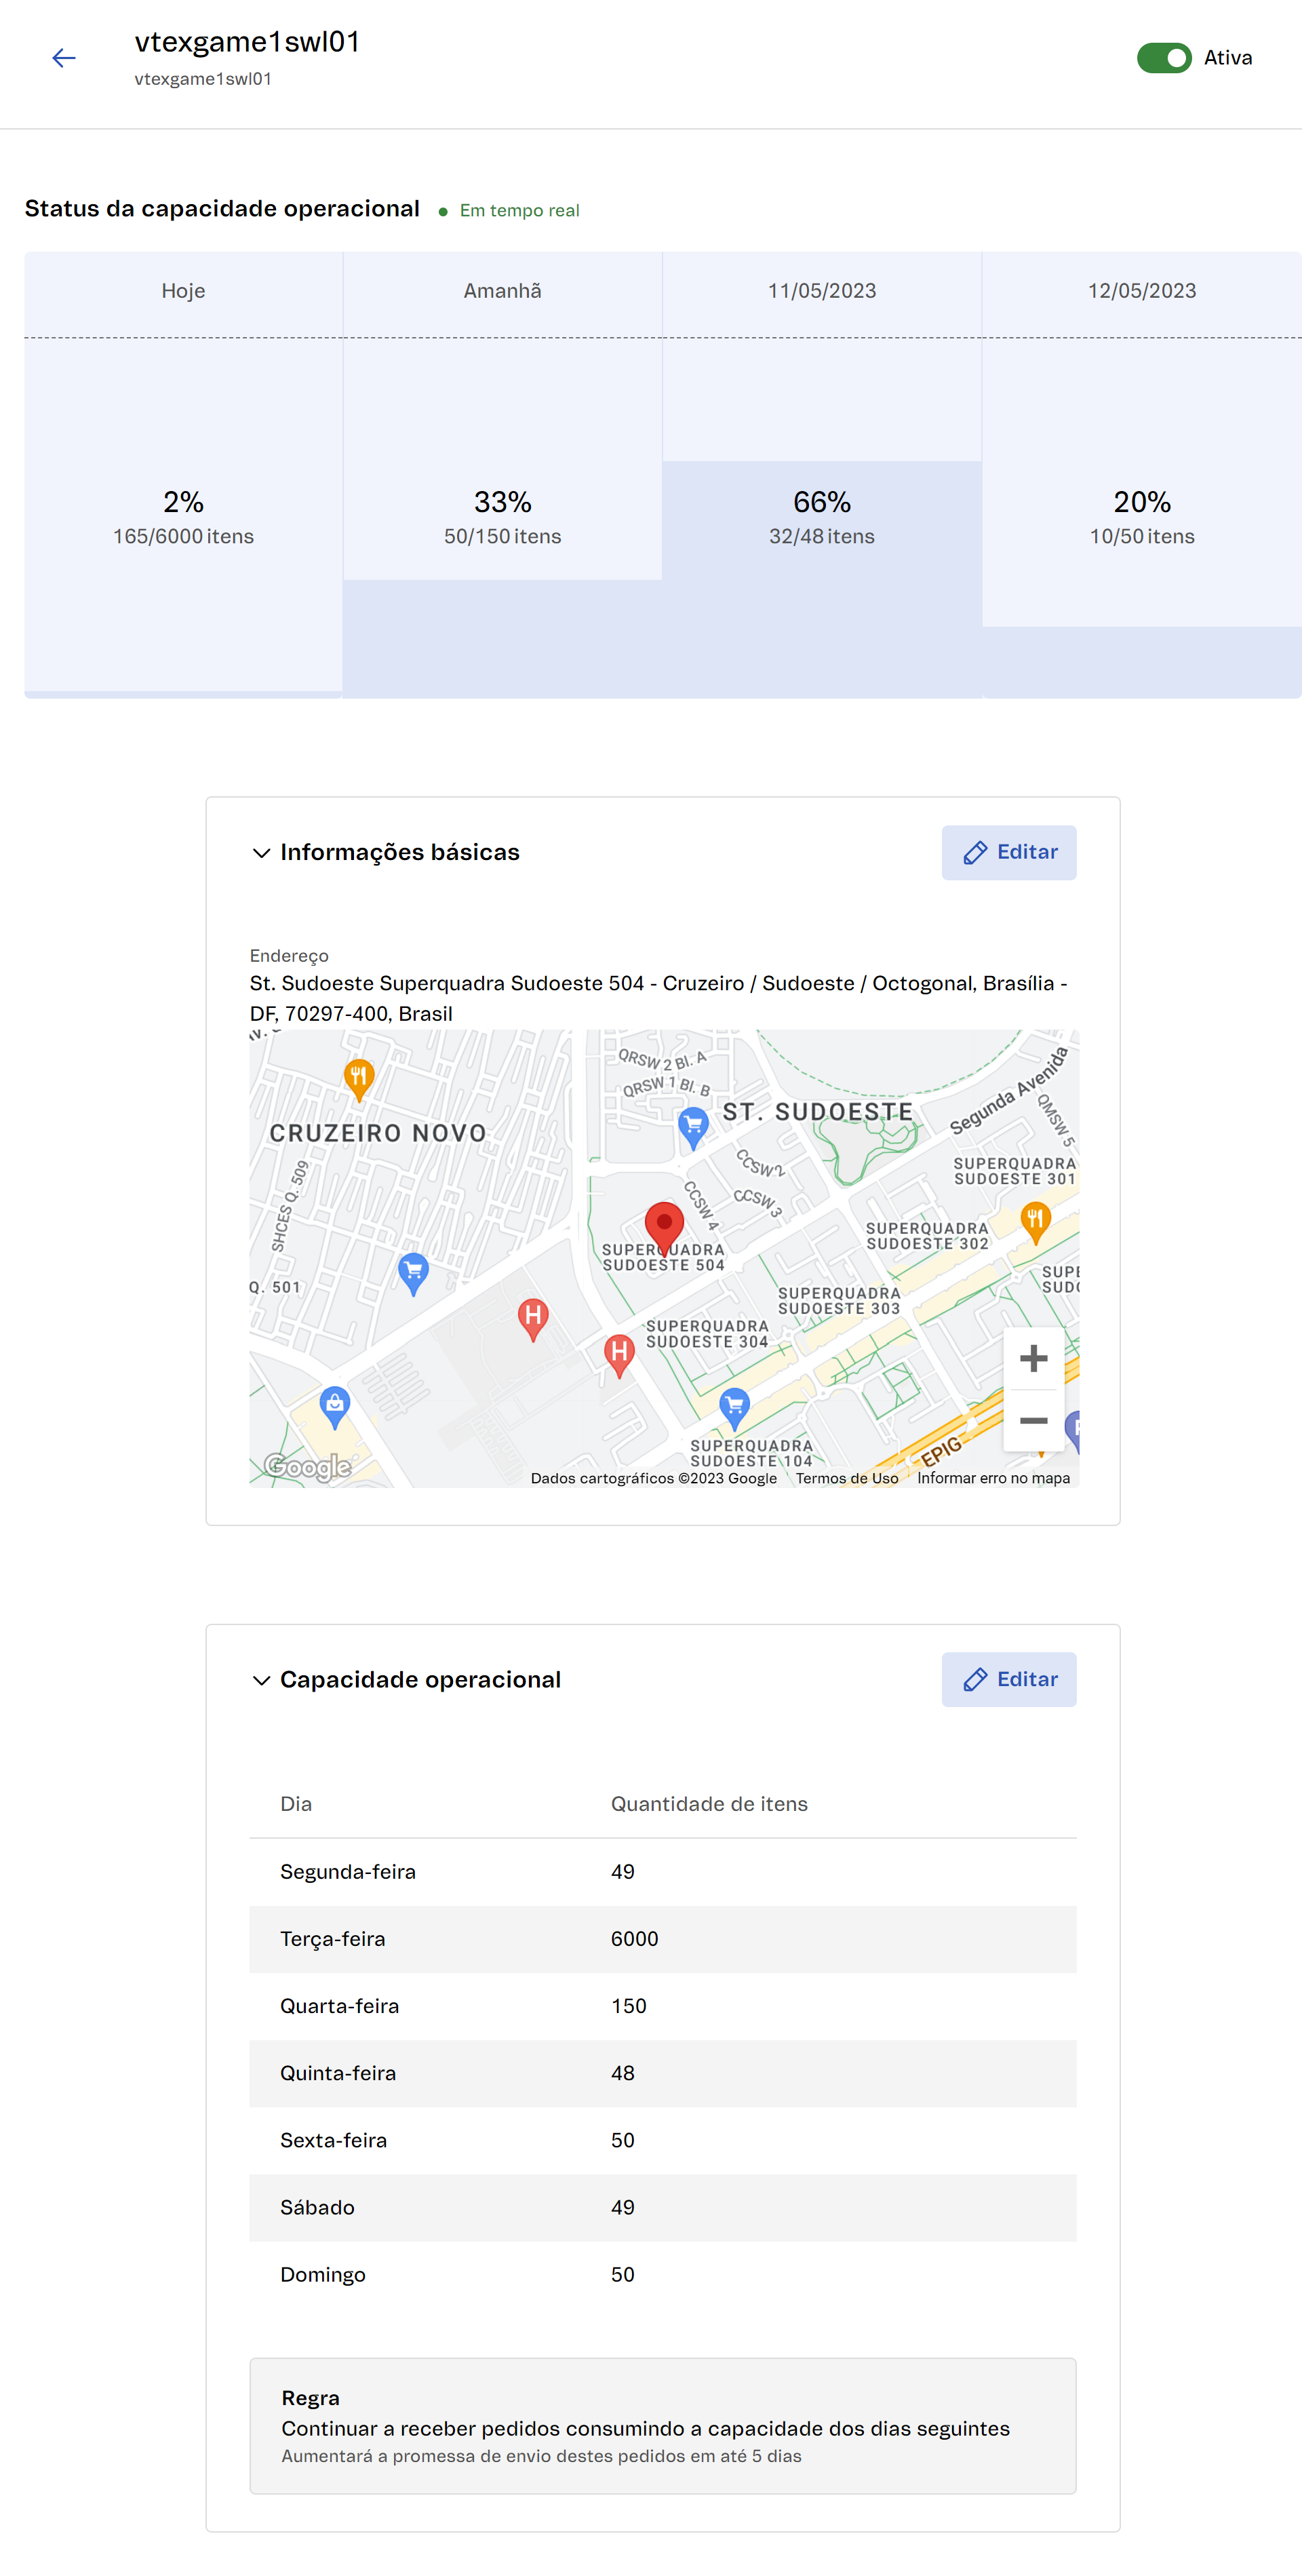 vtexgame1swl01
vtexgame1swl01
Ativa
Status da capacidade operacional
Em tempo real
Hoje
Amanhã
11/05/2023
12/05/2023
2%
33%
66%
20%
165/6000 itens
50/150 itens
32/48 itens
10/50 itens
Informações básicas
Editar
Endereço
St. Sudoeste Superquadra Sudoeste 504 - Cruzeiro / Sudoeste / Octogonal, Brasília -
DF, 70297-400, Brasil
QRSW 2 Bl. A
QRSW 1 Bl. B
ST. SUDOESTE
Segunda Avenida
QMSW 5
CRUZEIRO NOVO
SHCES Q. 509
CCSW 2
CCSW 3
CCSW 4
SUPERQUADRA
SUDOESTE 301
SUPERQUADRA
SUDOESTE 302
SUPERQUADRA
SUDOESTE 504
Q. 501
SUPERQUADRA
SUDOESTE 303
SUPERQUADRA
SUDOESTE 304
H
H
SUPERQUADRA
SUDOESTE 104
EPIG
Google
Dados cartográficos ©2023 Google
Termos de Uso
Informar erro no mapa
Capacidade operacional
Editar
Dia
Quantidade de itens
Segunda-feira
49
Terça-feira
6000
Quarta-feira
150
Quinta-feira
48
Sexta-feira
50
Sábado
49
Domingo
50
Regra
Continuar a receber pedidos consumindo a capacidade dos dias seguintes
Aumentará a promessa de envio destes pedidos em até 5 dias